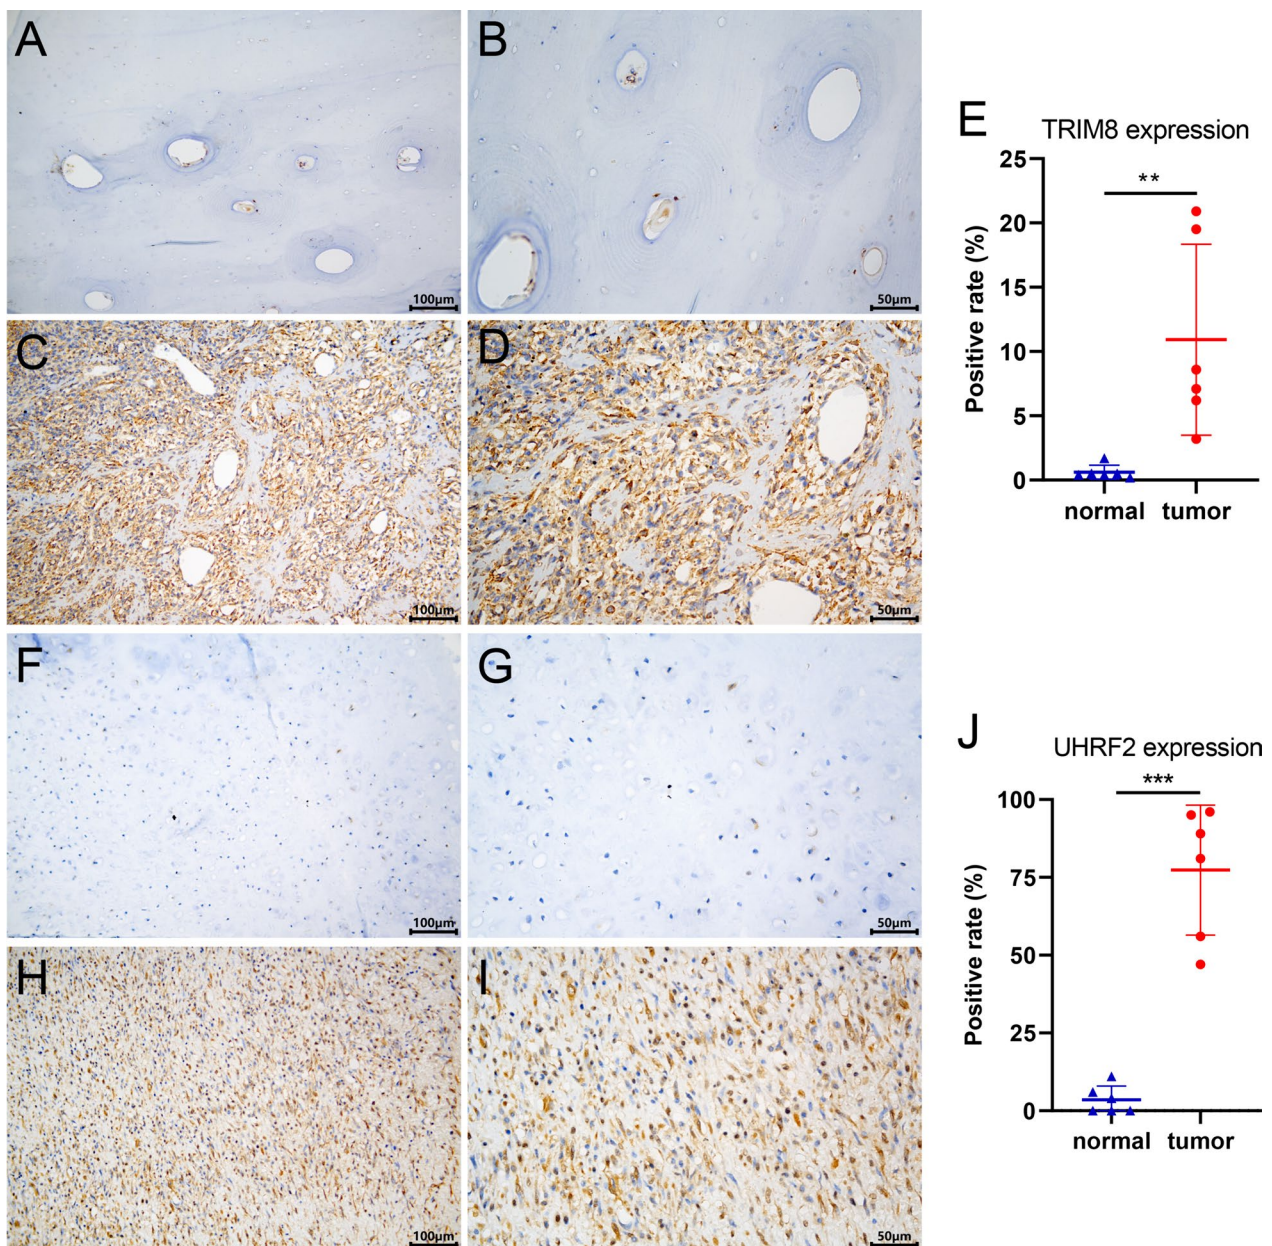 A
100μm
B
50μm
C
100μm
D
50μm
E
TRIM8 expression
**
Positive rate (%)
25
20
15
10
5
0
normal tumor
F
100μm
G
50μm
H
100μm
I
50μm
J
UHRF2 expression
***
Positive rate (%)
100
75
50
25
0
normal tumor